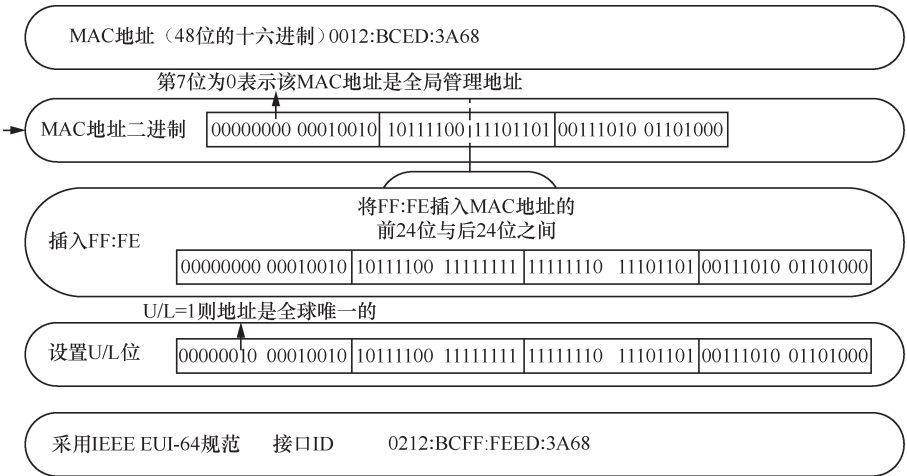 MAC地址（48位的十六进制）0012:BCED:3A68
第7位为0表示该MAC地址是全局管理地址
MAC地址二进制 00000000 00010010 10111100 11101101 00111010 01101000
将FF:FE插入MAC地址的
前24位与后24位之间
插入FF:FE
00000000 00010010 10111100 11111111 11111110 11101101 00111010 01101000
U/L=1则地址是全球唯一的
设置U/L位 00000010 00010010 10111100 11111111 11111110 11101101 00111010 01101000
采用IEEE EUI-64规范 接口ID 0212:BCFF:FEED:3A68